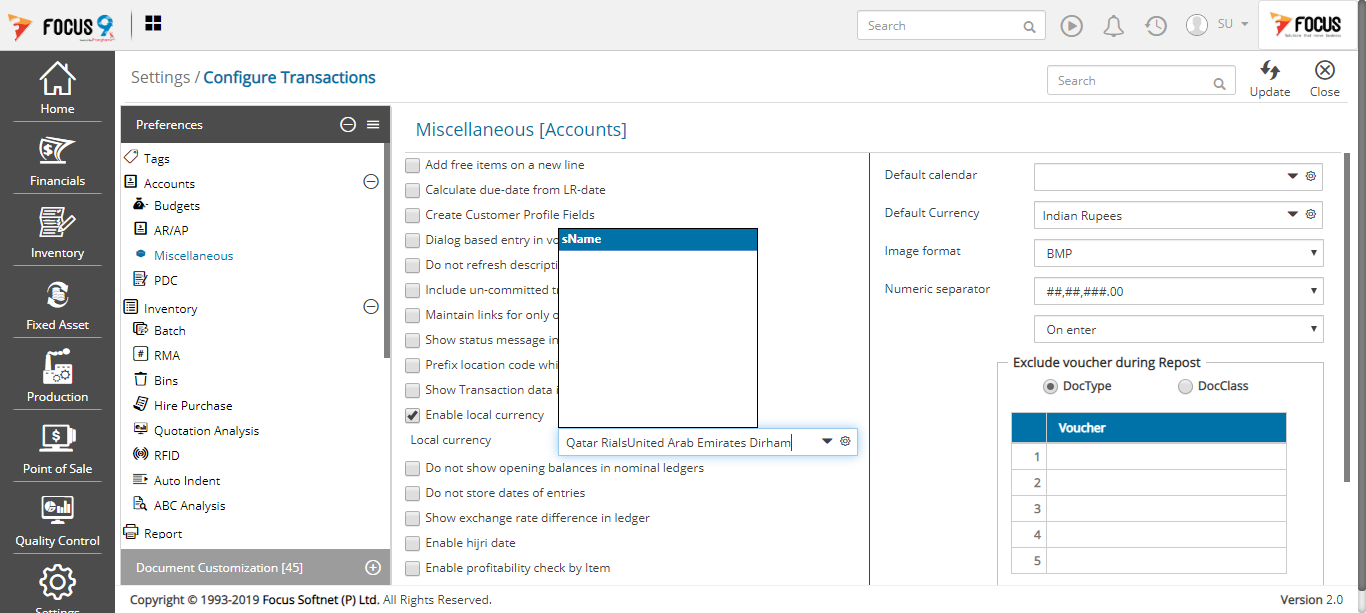 FOCUS 9
Search
SU
FOCUS
Settings / Configure Transactions
Search
Update
Close
Home
Financials
Inventory
Fixed Asset
Production
Point of Sale
Quality Control
Settings
Preferences
Tags
Accounts
Budgets
AR/AP
Miscellaneous
PDC
Inventory
Batch
RMA
Bins
Hire Purchase
Quotation Analysis
RFID
Auto Indent
ABC Analysis
Report
Document Customization [45]
Miscellaneous [Accounts]
Add free items on a new line
Calculate due-date from LR-date
Create Customer Profile Fields
Dialog based entry in vo
Do not refresh descripti
Include un-committed t
Maintain links for only
Show status message in
Prefix location code whi
Show Transaction data
Enable local currency
sName
Local currency
Qatar RialsUnited Arab Emirates Dirham
Do not show opening balances in nominal ledgers
Do not store dates of entries
Show exchange rate difference in ledger
Enable hijri date
Enable profitability check by Item
Default calendar
Default Currency
Indian Rupees
Image format
BMP
Numeric separator
##,##,###.00
On enter
Exclude voucher during Repost
DocType
DocClass
Voucher
1
2
3
4
5
Copyright © 1993-2019 Focus Softnet (P) Ltd. All Rights Reserved.
Version 2.0